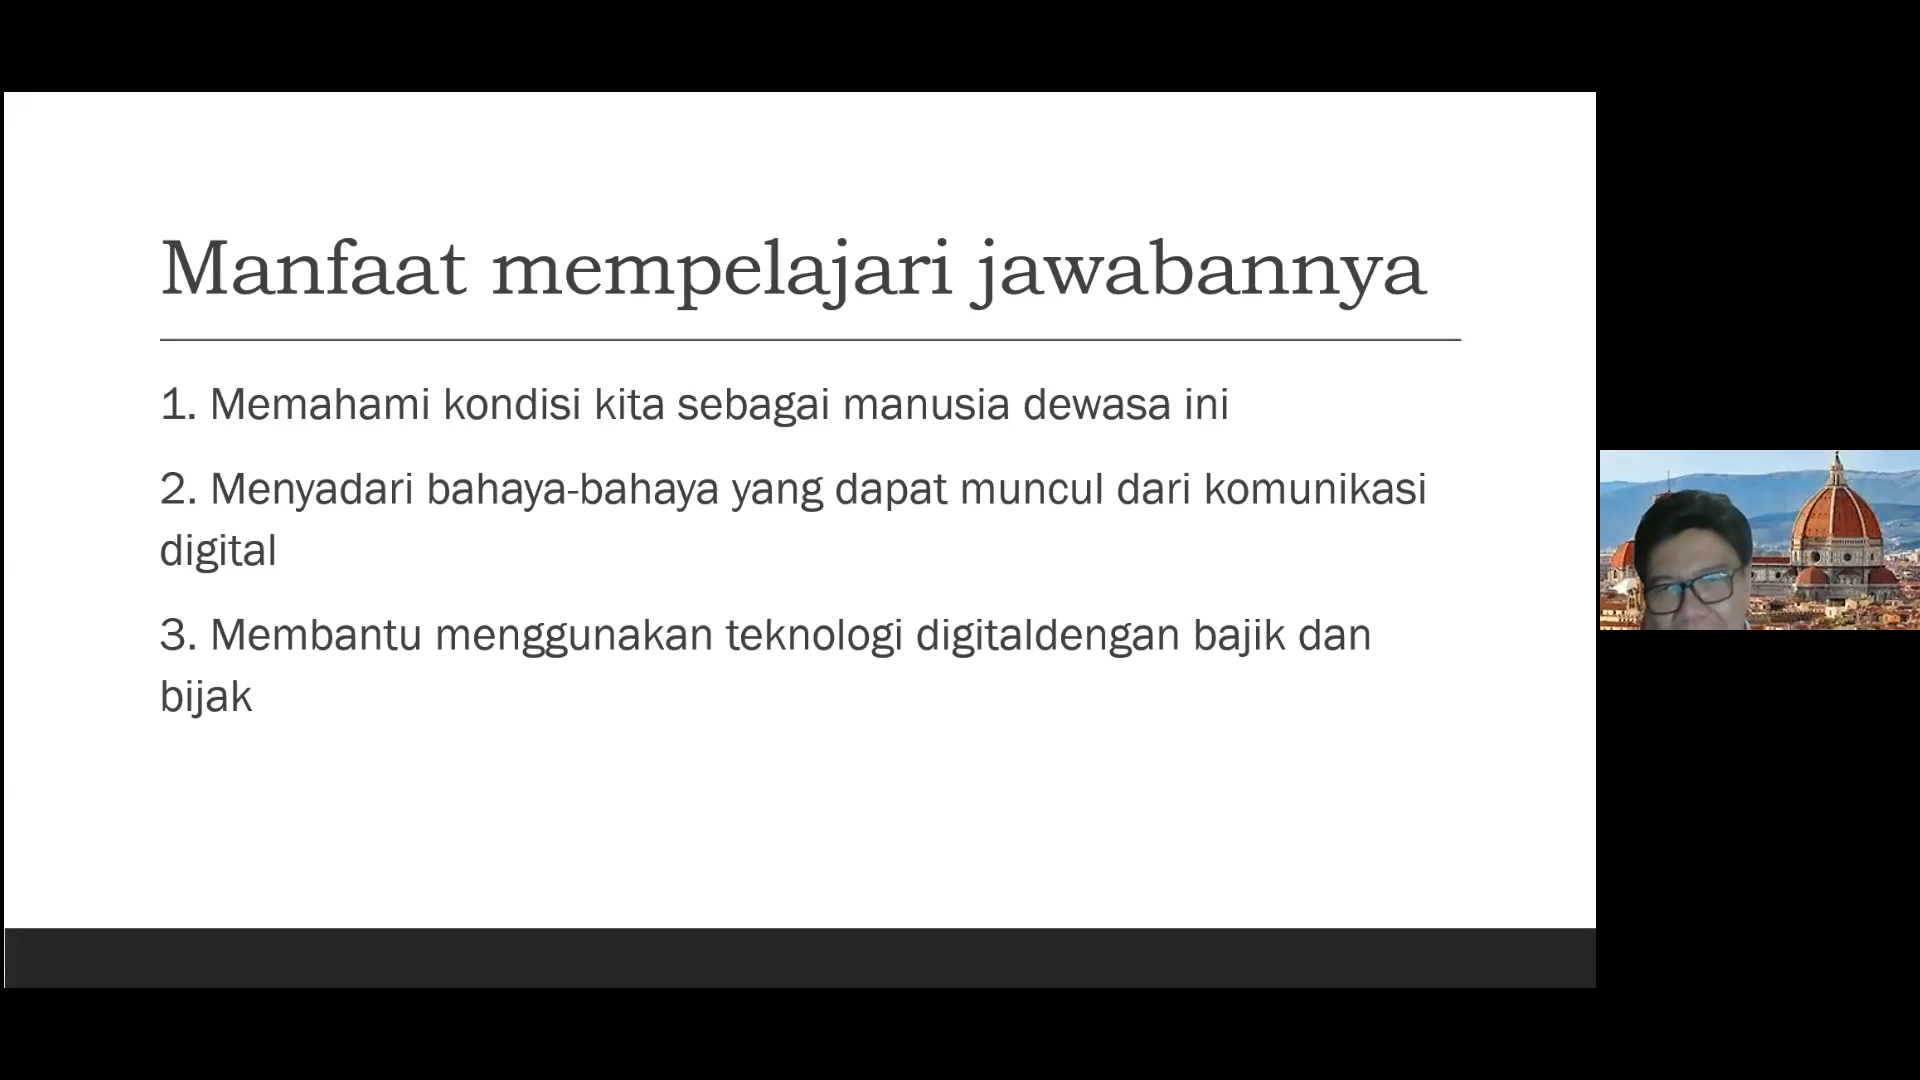 Manfaat mempelajari jawabannya
1. Memahami kondisi kita sebagai manusia dewasa ini
2. Menyadari bahaya-bahaya yang dapat muncul dari komunikasi
digital
3. Membantu menggunakan teknologi digitaldengan bajik dan
bijak